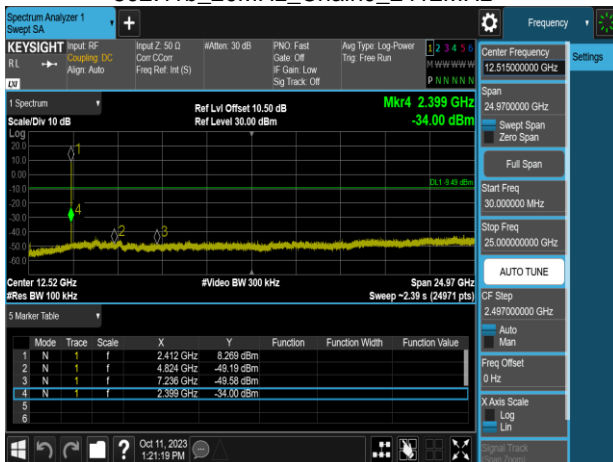 Spectrum Analyzer 1
Swept SA
+
Frequency
KEYSIGHT
RL
LXI
Input: RF
Coupling: DC
Align: Auto
Input Z: 50 Ω
Corr CCorr
Freq Ref: Int (S)
#Atten: 30 dB
PNO: Fast
Gate: Off
IF Gain: Low
Sig Track: Off
Avg Type: Log-Power
Trig: Free Run
1 2 3 4 5 6
M W W W W W
P N N N N N
1 Spectrum
Scale/Div 10 dB
Ref Lvl Offset 10.50 dB
Ref Level 30.00 dBm
Mkr4 2.399 GHz
-34.00 dBm
Log
20.0
10.0
0.00
-10.0
-20.0
-30.0
-40.0
-50.0
-60.0
1
2
3
4
DL1 -9.49 dBm
Center 12.52 GHz
#Res BW 100 kHz
#Video BW 300 kHz
Span 24.97 GHz
Sweep ~2.39 s (24971 pts)
5 Marker Table
Mode Trace Scale X Y Function Function Width Function Value
1 N 1 f 2.412 GHz 8.269 dBm
2 N 1 f 4.824 GHz -49.19 dBm
3 N 1 f 7.236 GHz -49.58 dBm
4 N 1 f 2.399 GHz -34.00 dBm
5
6
?
Oct 11, 2023
1:21:19 PM
Center Frequency
12.515000000 GHz
Settings
Span
24.9700000 GHz
Swept Span
Zero Span
Full Span
Start Freq
30.000000 MHz
Stop Freq
25.000000000 GHz
AUTO TUNE
CF Step
2.497000000 GHz
Auto
Man
Freq Offset
0 Hz
X Axis Scale
Log
Lin
Signal Track
(Span Zoom)